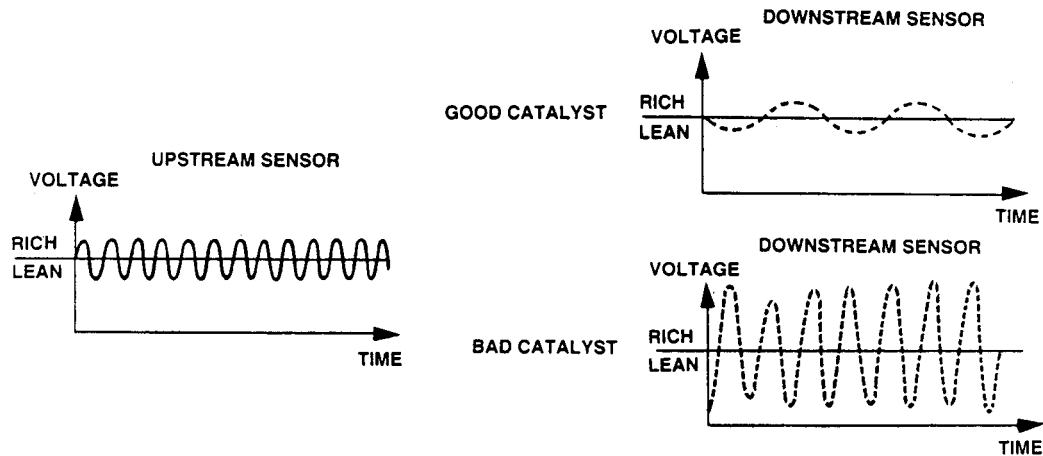 UPSTREAM SENSOR
VOLTAGE
RICH
LEAN
TIME
DOWNSTREAM SENSOR
VOLTAGE
GOOD CATALYST
RICH
LEAN
TIME
DOWNSTREAM SENSOR
VOLTAGE
BAD CATALYST
RICH
LEAN
TIME